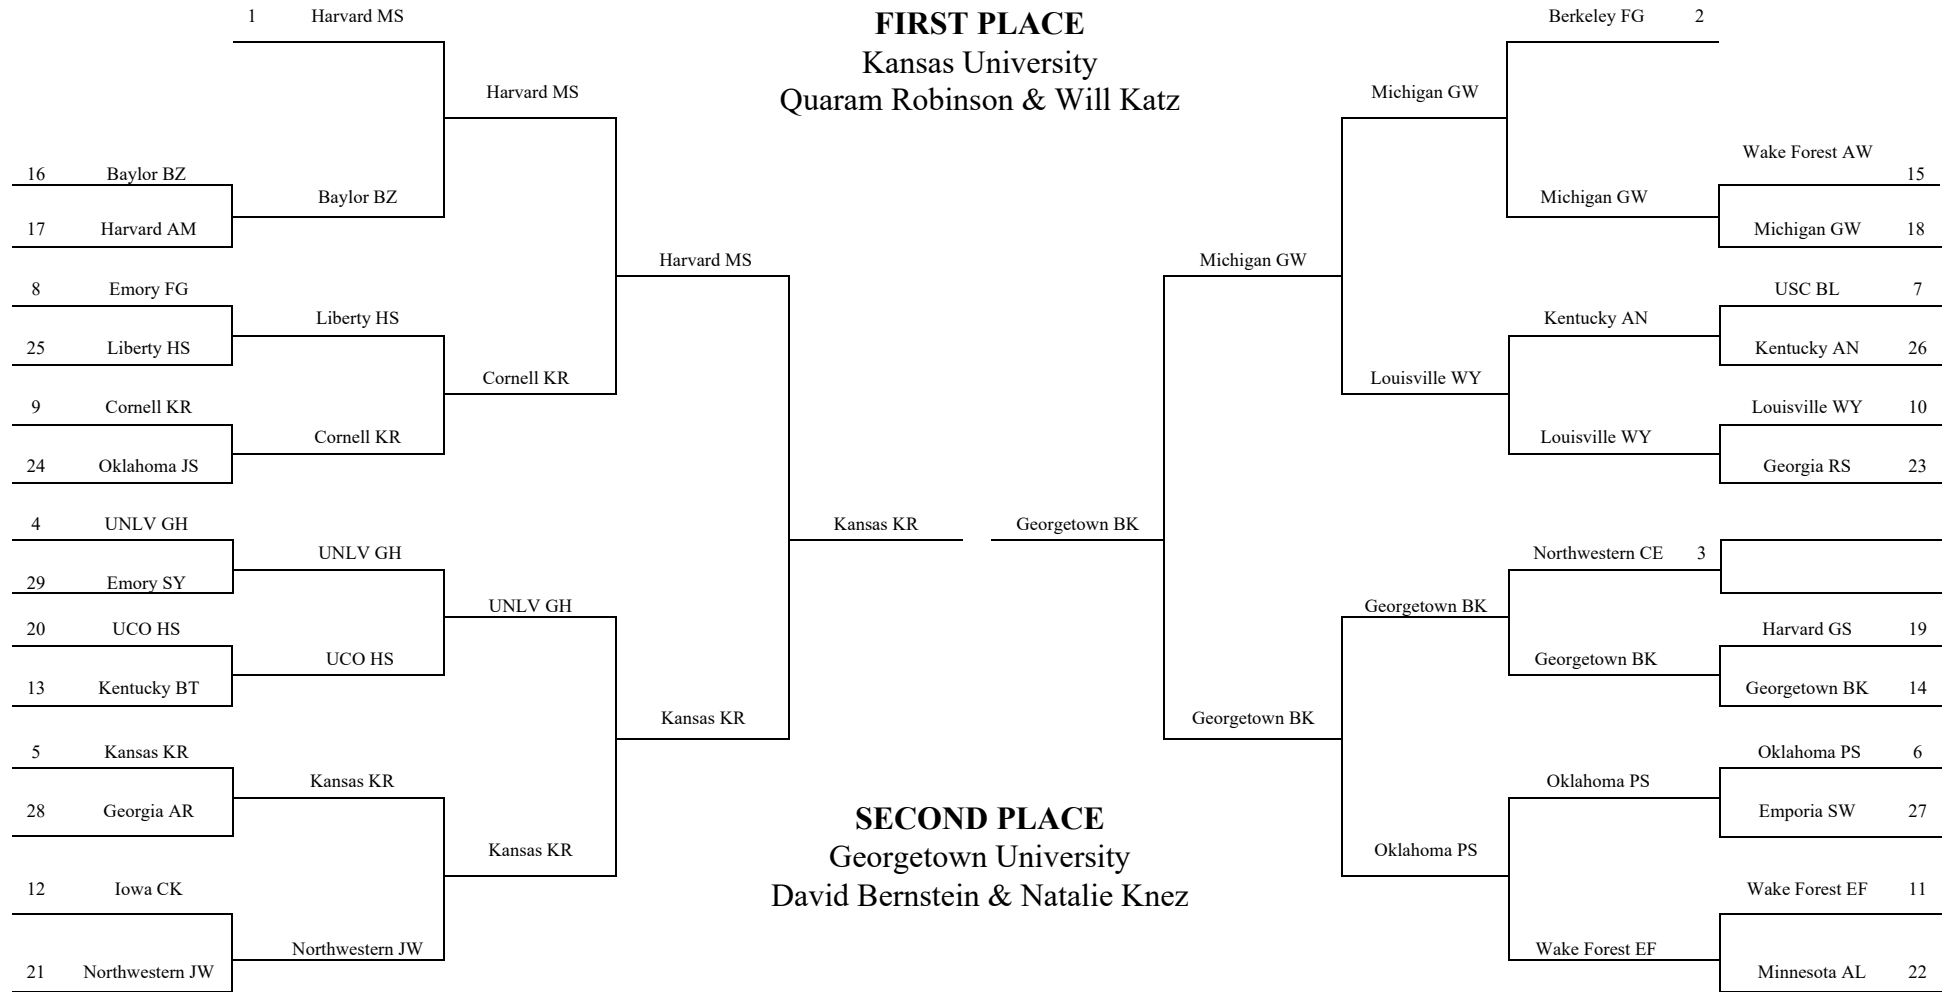 1 Harvard MS
FIRST PLACE
Kansas University
Quaram Robinson & Will Katz
Berkeley FG 2
Harvard MS
Michigan GW
Wake Forest AW
15
16 Baylor BZ
Baylor BZ
Michigan GW
17 Harvard AM
Michigan GW 18
Harvard MS
Michigan GW
8 Emory FG
USC BL 7
Liberty HS
Kentucky AN
25 Liberty HS
Kentucky AN 26
Cornell KR
Louisville WY
9 Cornell KR
Louisville WY 10
Cornell KR
Louisville WY
24 Oklahoma JS
Georgia RS 23
4 UNLV GH
Kansas KR
Georgetown BK
UNLV GH
Northwestern CE 3
29 Emory SY
UNLV GH
Georgetown BK
20 UCO HS
Harvard GS 19
UCO HS
Georgetown BK
13 Kentucky BT
Georgetown BK 14
Kansas KR
Georgetown BK
5 Kansas KR
Oklahoma PS 6
Kansas KR
Oklahoma PS
28 Georgia AR
Emporia SW 27
SECOND PLACE
Georgetown University
David Bernstein & Natalie Knez
Kansas KR
Oklahoma PS
12 Iowa CK
Wake Forest EF 11
Northwestern JW
Wake Forest EF
21 Northwestern JW
Minnesota AL 22